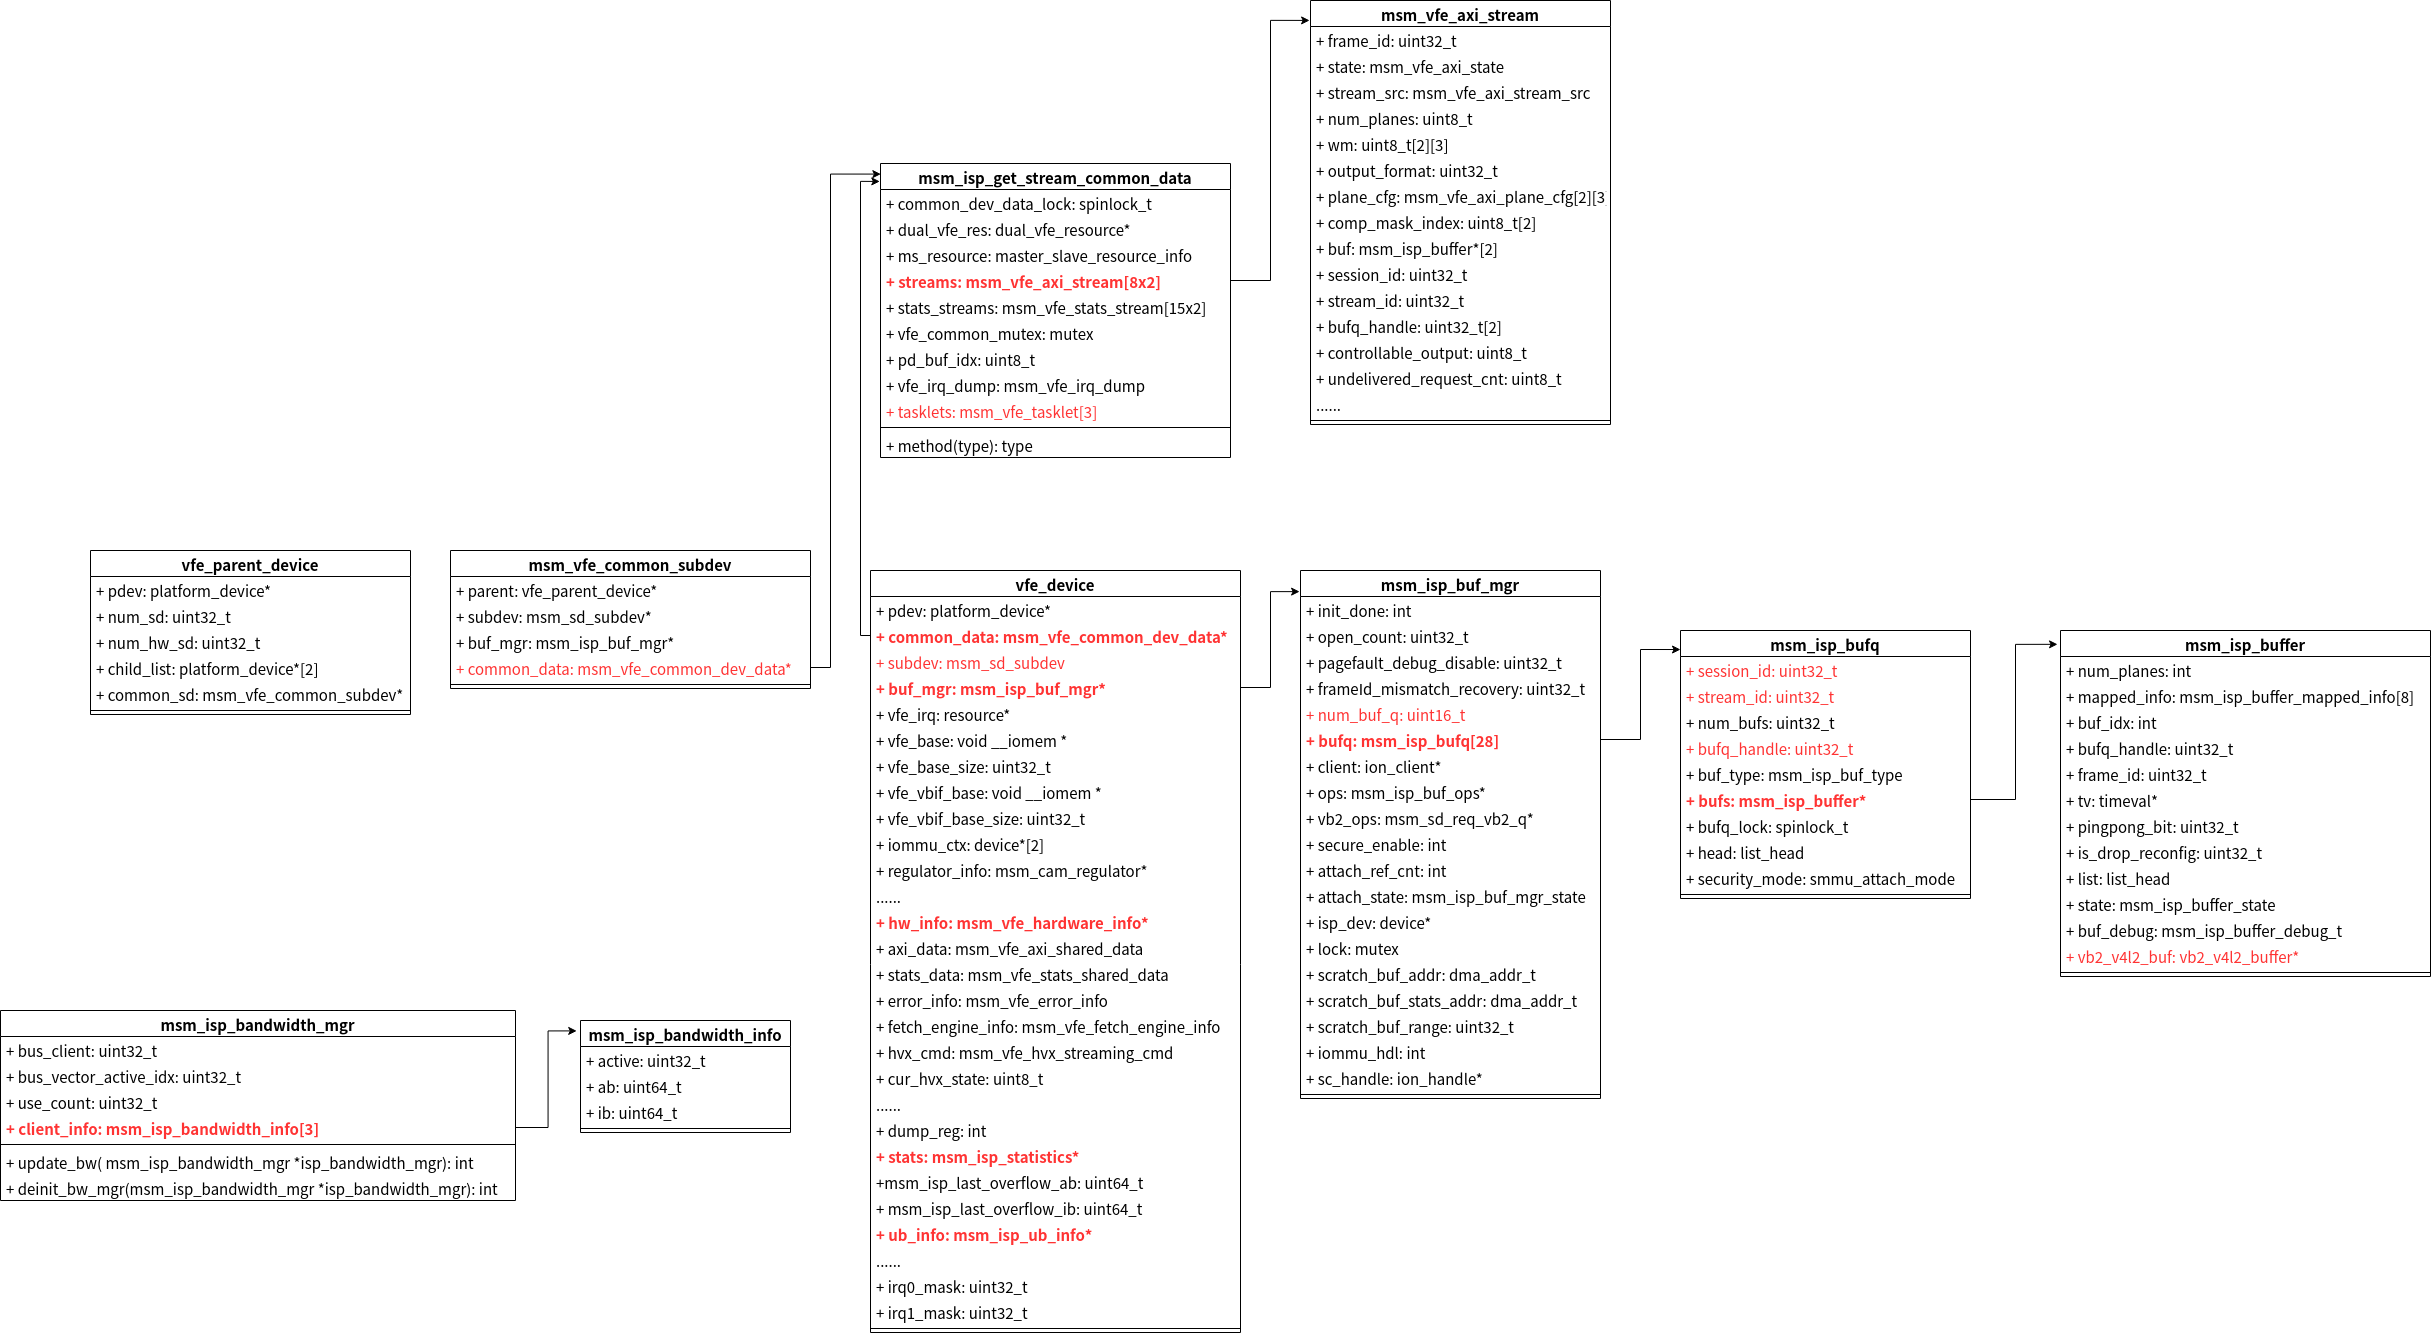 msm_vfe_axi_stream
+ frame_id: uint32_t
+ state: msm_vfe_axi_state
+ stream_src: msm_vfe_axi_stream_src
+ num_planes: uint8_t
+ wm: uint8_t[2][3]
+ output_format: uint32_t
+ plane_cfg: msm_vfe_axi_plane_cfg[2][3
+ comp_mask_index: uint8_t[2]
+ buf: msm_isp_buffer*[2]
+ session_id: uint32_t
+ stream_id: uint32_t
+ bufq_handle: uint32_t[2]
+ controllable_output: uint8_t
+ undelivered_request_cnt: uint8_t
......
msm_isp_get_stream_common_data
+ common_dev_data_lock: spinlock_t
+ dual_vfe_res: dual_vfe_resource*
+ ms_resource: master_slave_resource_info
+ streams: msm_vfe_axi_stream[8x2]
+ stats_streams: msm_vfe_stats_stream[15x2]
+ vfe_common_mutex: mutex
+ pd_buf_idx: uint8_t
+ vfe_irq_dump: msm_vfe_irq_dump
+ tasklets: msm_vfe_tasklet[3]
+ method(type): type
vfe_parent_device
+ pdev: platform_device*
+ num_sd: uint32_t
+ num_hw_sd: uint32_t
+ child_list: platform_device*[2]
+ common_sd: msm_vfe_common_subdev*
msm_vfe_common_subdev
+ parent: vfe_parent_device*
+ subdev: msm_sd_subdev*
+ buf_mgr: msm_isp_buf_mgr*
+ common_data: msm_vfe_common_dev_data*
vfe_device
+ pdev: platform_device*
+ common_data: msm_vfe_common_dev_data*
+ subdev: msm_sd_subdev
+ buf_mgr: msm_isp_buf_mgr*
+ vfe_irq: resource*
+ vfe_base: void __iomem *
+ vfe_base_size: uint32_t
+ vfe_vbif_base: void __iomem *
+ vfe_vbif_base_size: uint32_t
+ iommu_ctx: device*[2]
+ regulator_info: msm_cam_regulator*
......
+ hw_info: msm_vfe_hardware_info*
+ axi_data: msm_vfe_axi_shared_data
+ stats_data: msm_vfe_stats_shared_data
+ error_info: msm_vfe_error_info
+ fetch_engine_info: msm_vfe_fetch_engine_info
+ hvx_cmd: msm_vfe_hvx_streaming_cmd
+ cur_hvx_state: uint8_t
......
+ dump_reg: int
+ stats: msm_isp_statistics*
+msm_isp_last_overflow_ab: uint64_t
+ msm_isp_last_overflow_ib: uint64_t
+ ub_info: msm_isp_ub_info*
......
+ irq0_mask: uint32_t
+ irq1_mask: uint32_t
msm_isp_buf_mgr
+ init_done: int
+ open_count: uint32_t
+ pagefault_debug_disable: uint32_t
+ frameId_mismatch_recovery: uint32_t
+ num_buf_q: uint16_t
+ bufq: msm_isp_bufq[28]
+ client: ion_client*
+ ops: msm_isp_buf_ops*
+ vb2_ops: msm_sd_req_vb2_q*
+ secure_enable: int
+ attach_ref_cnt: int
+ attach_state: msm_isp_buf_mgr_state
+ isp_dev: device*
+ lock: mutex
+ scratch_buf_addr: dma_addr_t
+ scratch_buf_stats_addr: dma_addr_t
+ scratch_buf_range: uint32_t
+ iommu_hdl: int
+ sc_handle: ion_handle*
msm_isp_bufq
+ session_id: uint32_t
+ stream_id: uint32_t
+ num_bufs: uint32_t
+ bufq_handle: uint32_t
+ buf_type: msm_isp_buf_type
+ bufs: msm_isp_buffer*
+ bufq_lock: spinlock_t
+ head: list_head
+ security_mode: smmu_attach_mode
msm_isp_buffer
+ num_planes: int
+ mapped_info: msm_isp_buffer_mapped_info[8]
+ buf_idx: int
+ bufq_handle: uint32_t
+ frame_id: uint32_t
+ tv: timeval*
+ pingpong_bit: uint32_t
+ is_drop_reconfig: uint32_t
+ list: list_head
+ state: msm_isp_buffer_state
+ buf_debug: msm_isp_buffer_debug_t
+ vb2_v4l2_buf: vb2_v4l2_buffer*
msm_isp_bandwidth_mgr
+ bus_client: uint32_t
+ bus_vector_active_idx: uint32_t
+ use_count: uint32_t
+ client_info: msm_isp_bandwidth_info[3]
+ update_bw( msm_isp_bandwidth_mgr *isp_bandwidth_mgr): int
+ deinit_bw_mgr(msm_isp_bandwidth_mgr *isp_bandwidth_mgr): int
msm_isp_bandwidth_info
+ active: uint32_t
+ ab: uint64_t
+ ib: uint64_t